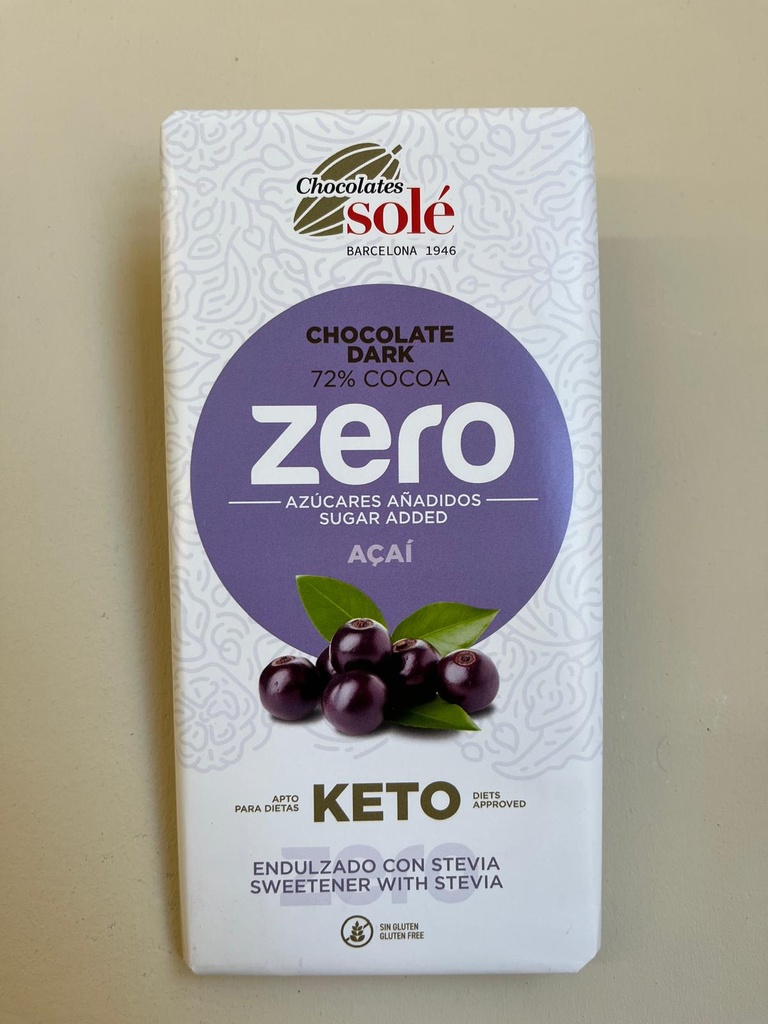 Chocolates
solé
BARCELONA 1946
CHOCOLATE
DARK
72% COCOA
zero
AZÚCARES AÑADIDOS
SUGAR ADDED
AÇAÍ
APTO
PARA DIETAS
KETO
DIETS
APPROVED
zero
ENDULZADO CON STEVIA
SWEETENER WITH STEVIA
SIN GLUTEN
GLUTEN FREE